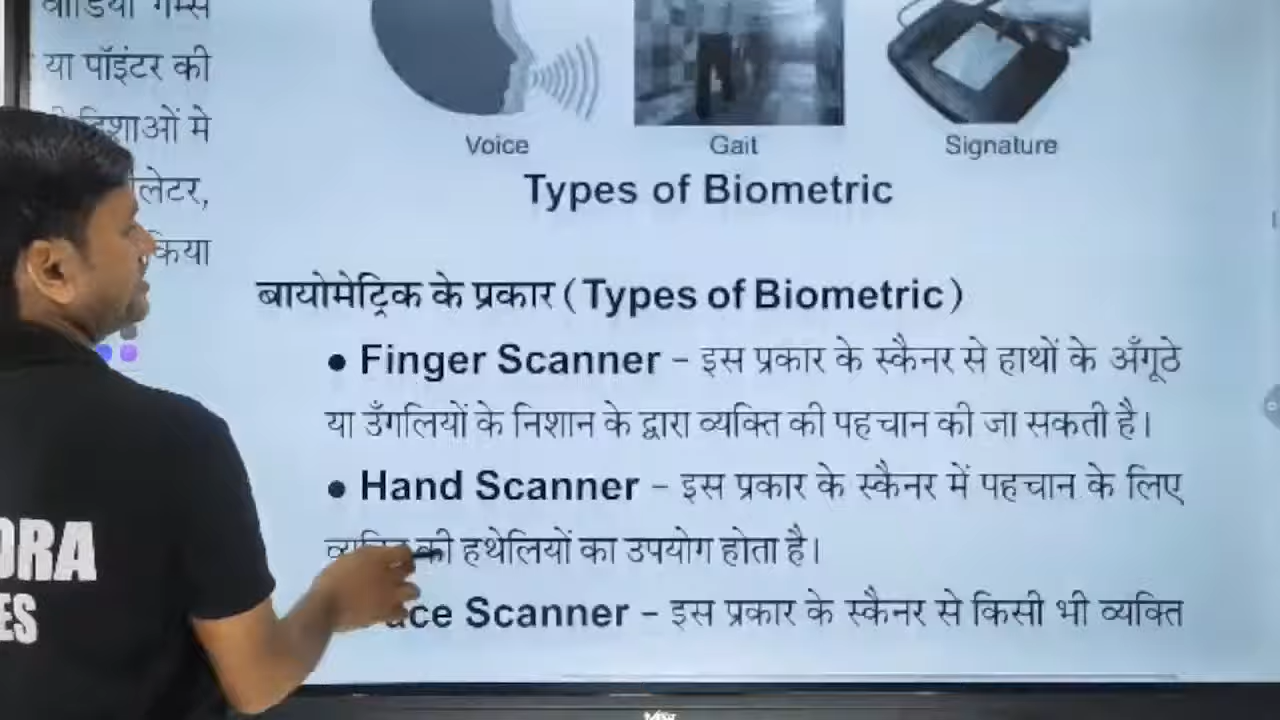 या पॉइंटर की
दिशाओं मे
लेटर,
किया
Voice
Gait
Signature
Types of Biometric
बायोमेट्रिक के प्रकार (Types of Biometric)
● Finger Scanner – इस प्रकार के स्कैनर से हाथों के अँगूठे
या उँगलियों के निशान के द्वारा व्यक्ति की पहचान की जा सकती है।
● Hand Scanner – इस प्रकार के स्कैनर में पहचान के लिए
की हथेलियों का उपयोग होता है।
ace Scanner – इस प्रकार के स्कैनर से किसी भी व्यक्ति
ORA
ES